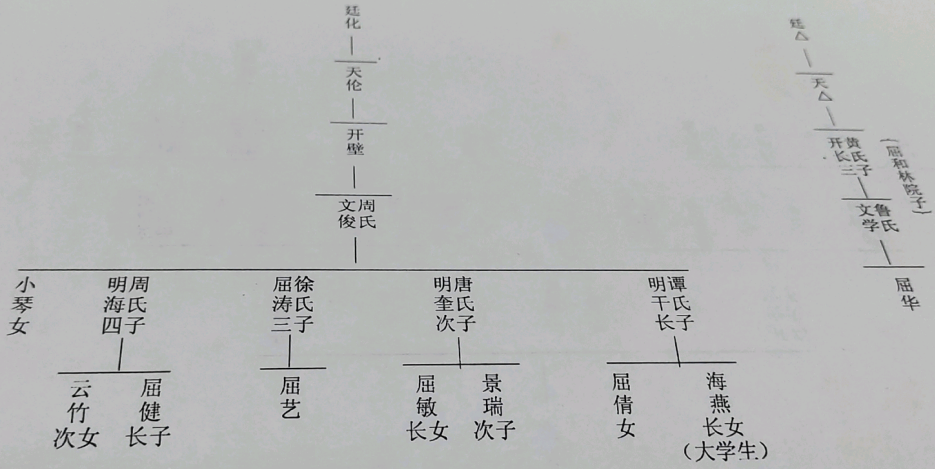 廷化
天伦
开壁
文俊
周氏
小琴女
明海
周氏
四子
屈涛
徐氏
三子
明奎
唐氏
次子
明干
谭氏
长子
云竹
次女
屈健
长子
屈艺
屈敏
长女
景瑞
次子
屈倩女
海燕
长女
（大学生）
廷△
天△
开长
黄氏
三子
（屈和林院子）
文学
鲁氏
屈华